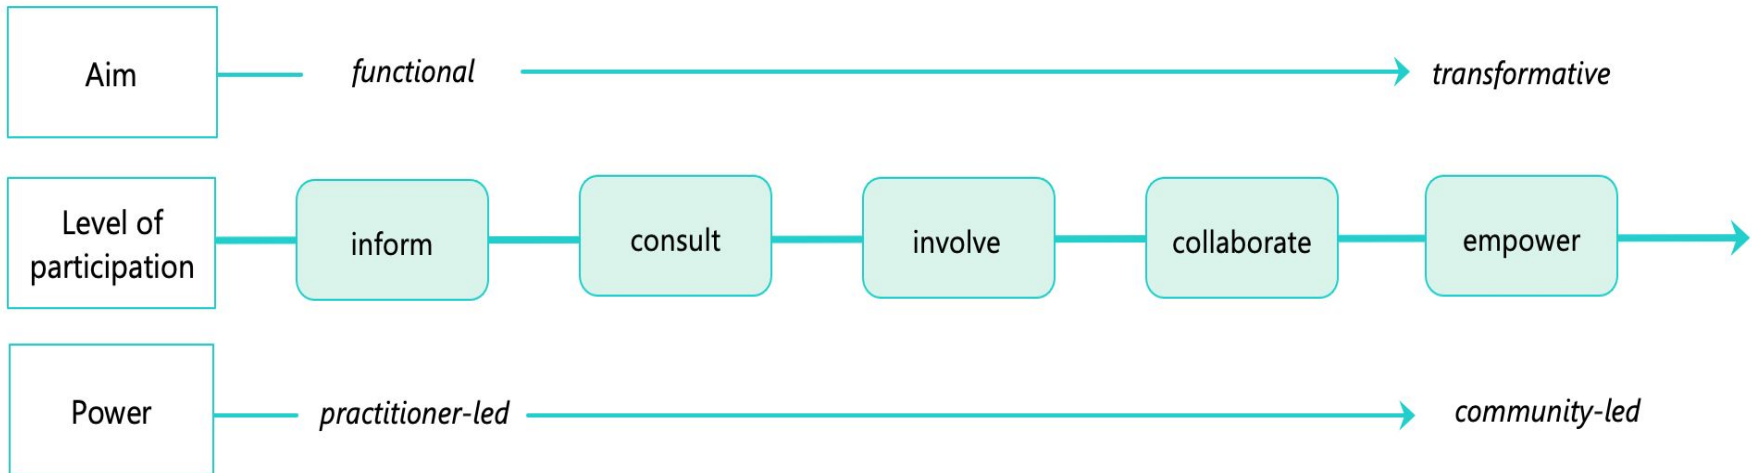 Aim
functional
transformative
Level of
participation
inform
consult
involve
collaborate
empower
Power
practitioner-led
community-led